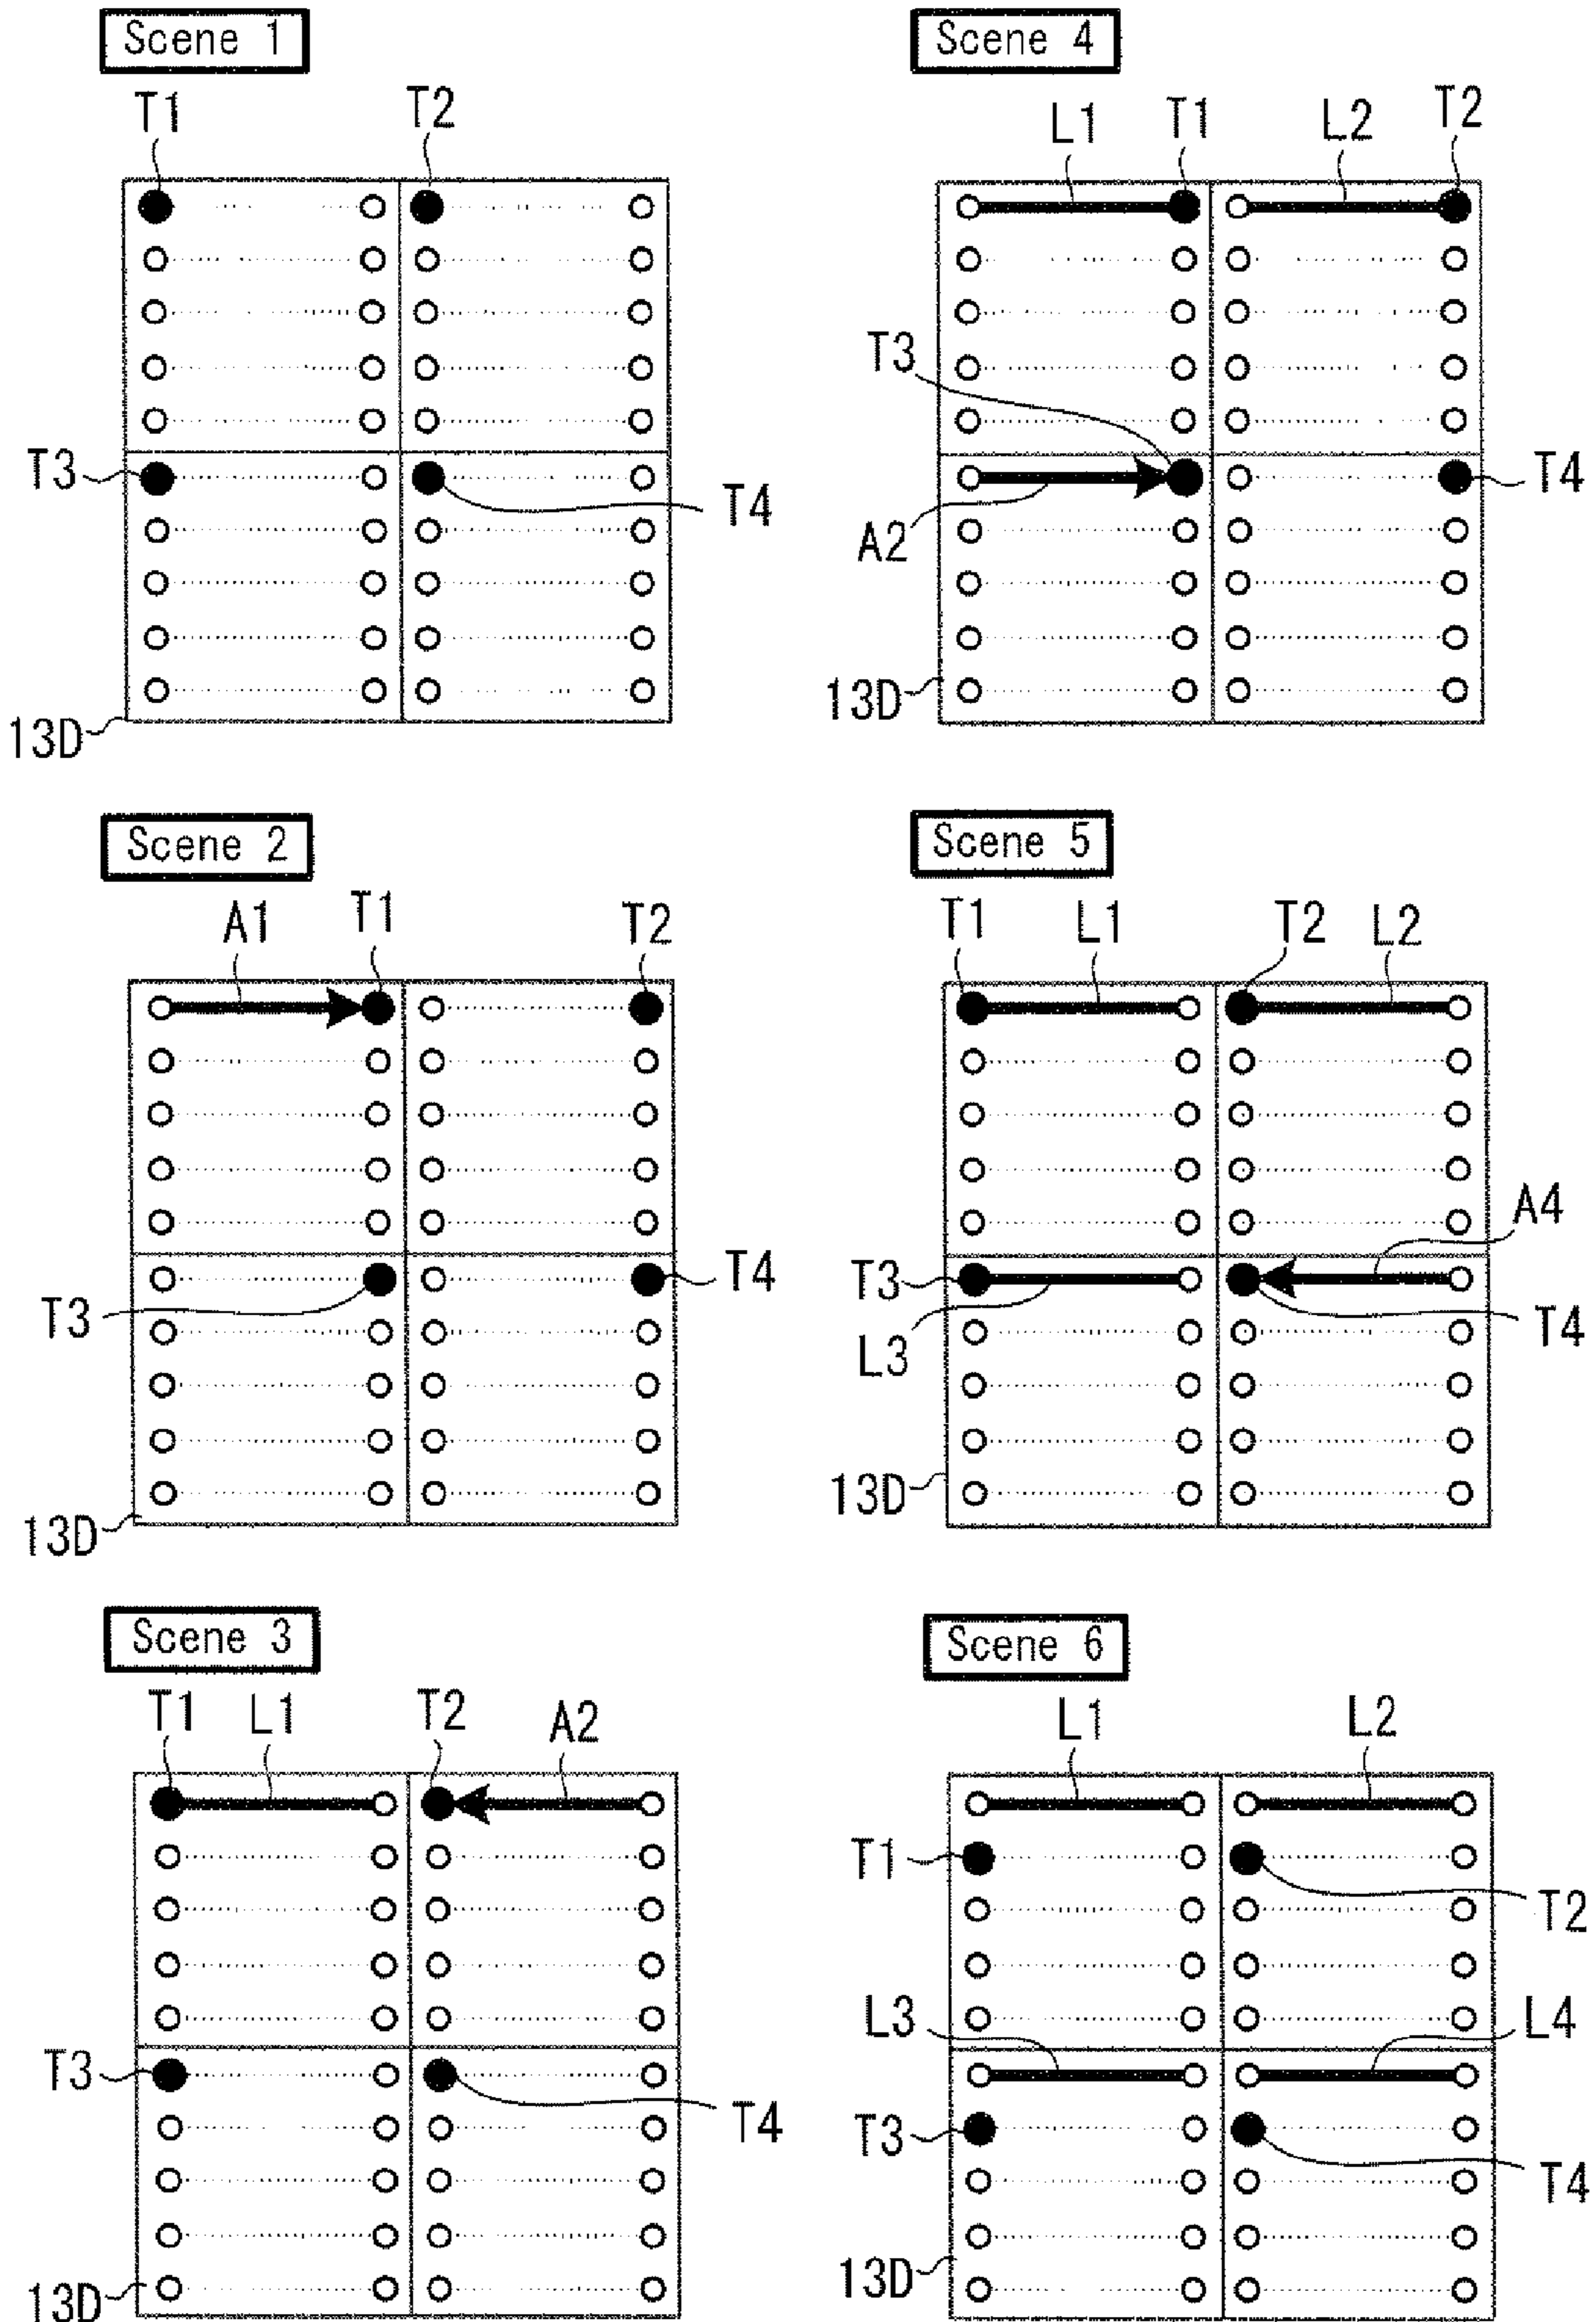 Scene 1
T1 T2
T3
T4
13D
Scene 2
A1 T1 T2
T4
T3
13D
Scene 3
T1 L1 T2 A2
T3
T4
13D
Scene 4
L1 T1 L2 T2
T3
T4
A2
13D
Scene 5
T1 L1 T2 L2
A4
T3
T4
L3
13D
Scene 6
L1 L2
T1
T2
L3 L4
T3
T4
13D